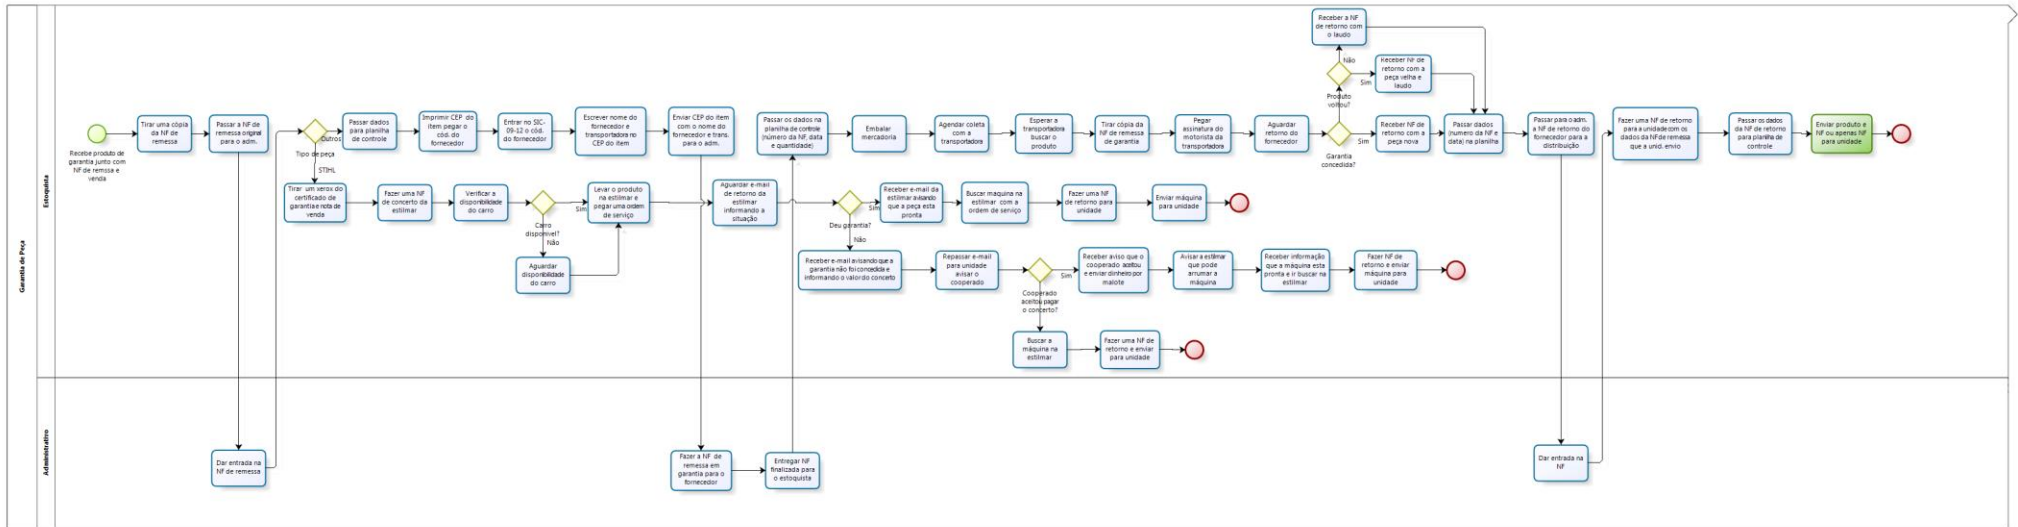 Garantia de Peça
Estoquista
Administrativo
Recebe produto de
garantia junto com
NF de remssa e
venda
Tirar uma cópia
da NF de
remessa
Passar a NF de
remessa original
para o adm.
Dar entrada na
NF de remessa
Outros
Tipo de peça
STIHL
Passar dados
para planilha
de controle
Imprimir CEP do
item pegar o
cód. do
fornecedor
Entrar no SIC-
09-12 o cód.
do fornecedor
Escrever nome do
fornecedor e
transportadora no
CEP do item
Enviar CEP do item
com o nome do
fornecedor e trans.
para o adm.
Fazer a NF de
remessa em
garantia para o
fornecedor
Entregar NF
finalizada para
o estoquista
Passar os dados na
planilha de controle
(número da NF, data
e quantidade)
Embalar
mercadoria
Agendar coleta
com a
transportadora
Esperar a
transportadora
buscar o
produto
Tirar cópia da
NF de remessa
de garantia
Pegar
assinatura do
motorista da
transportadora
Aguardar
retorno do
fornecedor
Garantia
concedida?
Sim
Produto
voltou?
Não
Sim
Receber a NF
de retorno com
o laudo
Receber NF de
retorno com a
peça velha e
laudo
Receber NF de
retorno com a
peça nova
Passar dados
(numero da NF e
data) na planilha
Passar para o adm.
a NF de retorno do
fornecedor para a
distribuição
Dar entrada na
NF
Fazer uma NF de retorno
para a unidade com os
dados da NF de remessa
que a unid. envio
Passar os dados
da NF de retorno
para planilha de
controle
Enviar produto e
NF ou apenas NF
para unidade
Tirar um xerox do
certificado de
garantia e nota de
venda
Fazer uma NF
de concerto da
estilmar
Verificar a
disponibilidade
do carro
Carro
disponivel?
Sim
Não
Aguardar
disponibilidade
do carro
Levar o produto
na estilmar e
pegar uma ordem
de serviço
Aguardar e-mail
de retorno da
estilmar
informando a
situação
Deu garantia?
Sim
Não
Receber e-mail da
estilmar avisando
que a peça esta
pronta
Buscar maquina na
estilmar com a
ordem de serviço
Fazer uma NF
de retorno para
unidade
Enviar máquina
para unidade
Receber e-mail avisando que a
garantia não foi concedida e
informando o valor do concerto
Repassar e-mail
para unidade
avisar o
cooperado
Cooperado
aceitou pagar
o concerto?
Sim
Receber aviso que o
cooperado aceitou
e enviar dinheiro por
malote
Avisar a estilmar
que pode
arrumar a
máquina
Receber informação
que a máquina esta
pronta e ir buscar na
estilmar
Fazer NF de
retorno e enviar
máquina para
unidade
Buscar a
máquina na
estilmar
Fazer uma NF de
retorno e enviar
para unidade